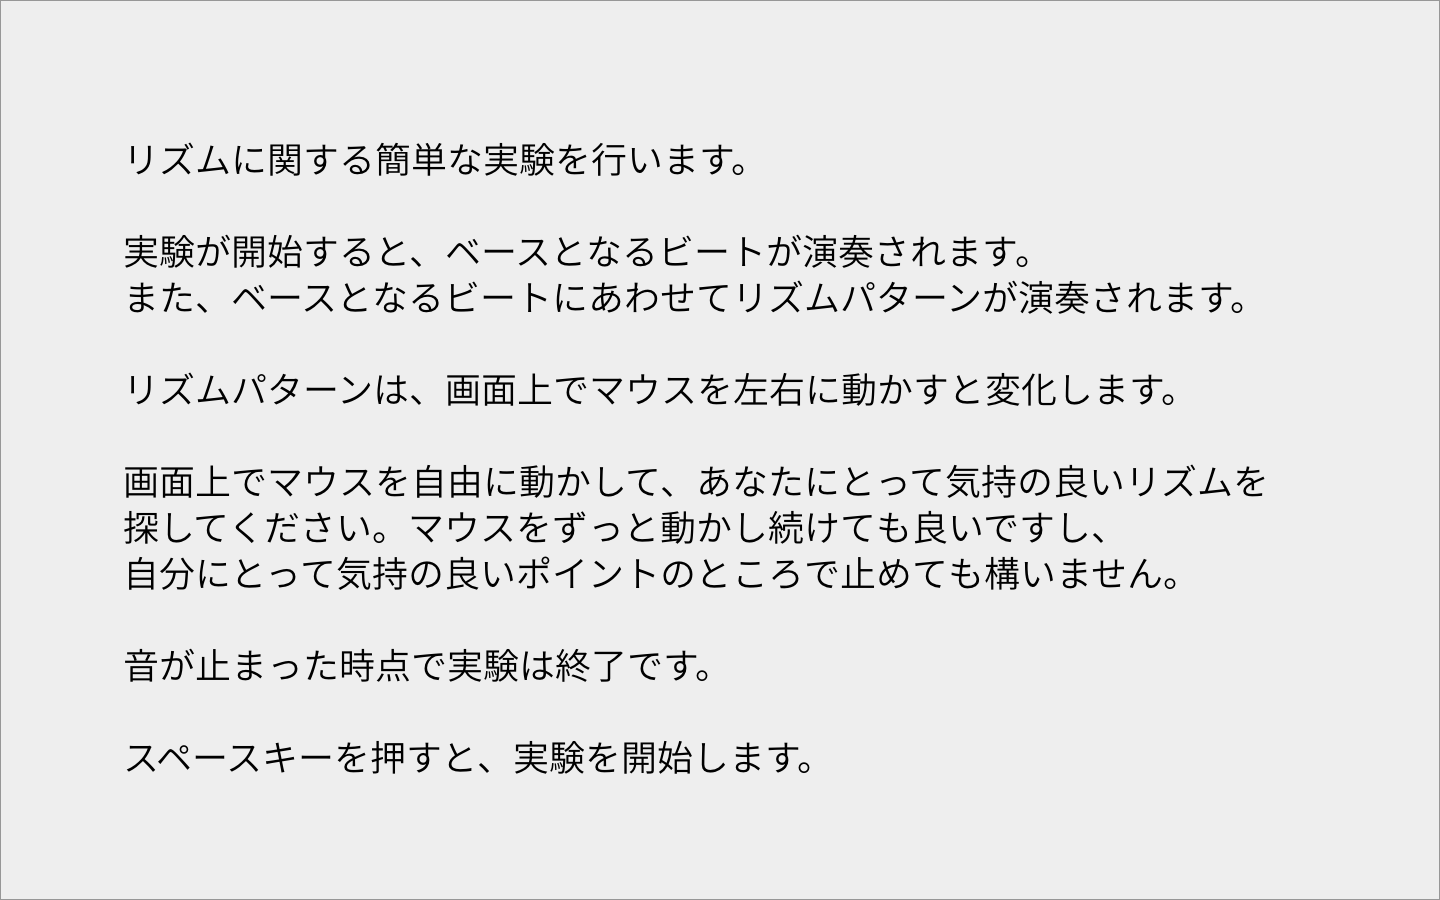 リズムに関する簡単な実験を行います。
実験が開始すると、ベースとなるビートが演奏されます。
また、ベースとなるビートにあわせてリズムパターンが演奏されます。
リズムパターンは、画面上でマウスを左右に動かすと変化します。
画面上でマウスを自由に動かして、あなたにとって気持の良いリズムを
探してください。マウスをずっと動かし続けても良いですし、
自分にとって気持の良いポイントのところで止めても構いません。
音が止まった時点で実験は終了です。
スペースキーを押すと、実験を開始します。